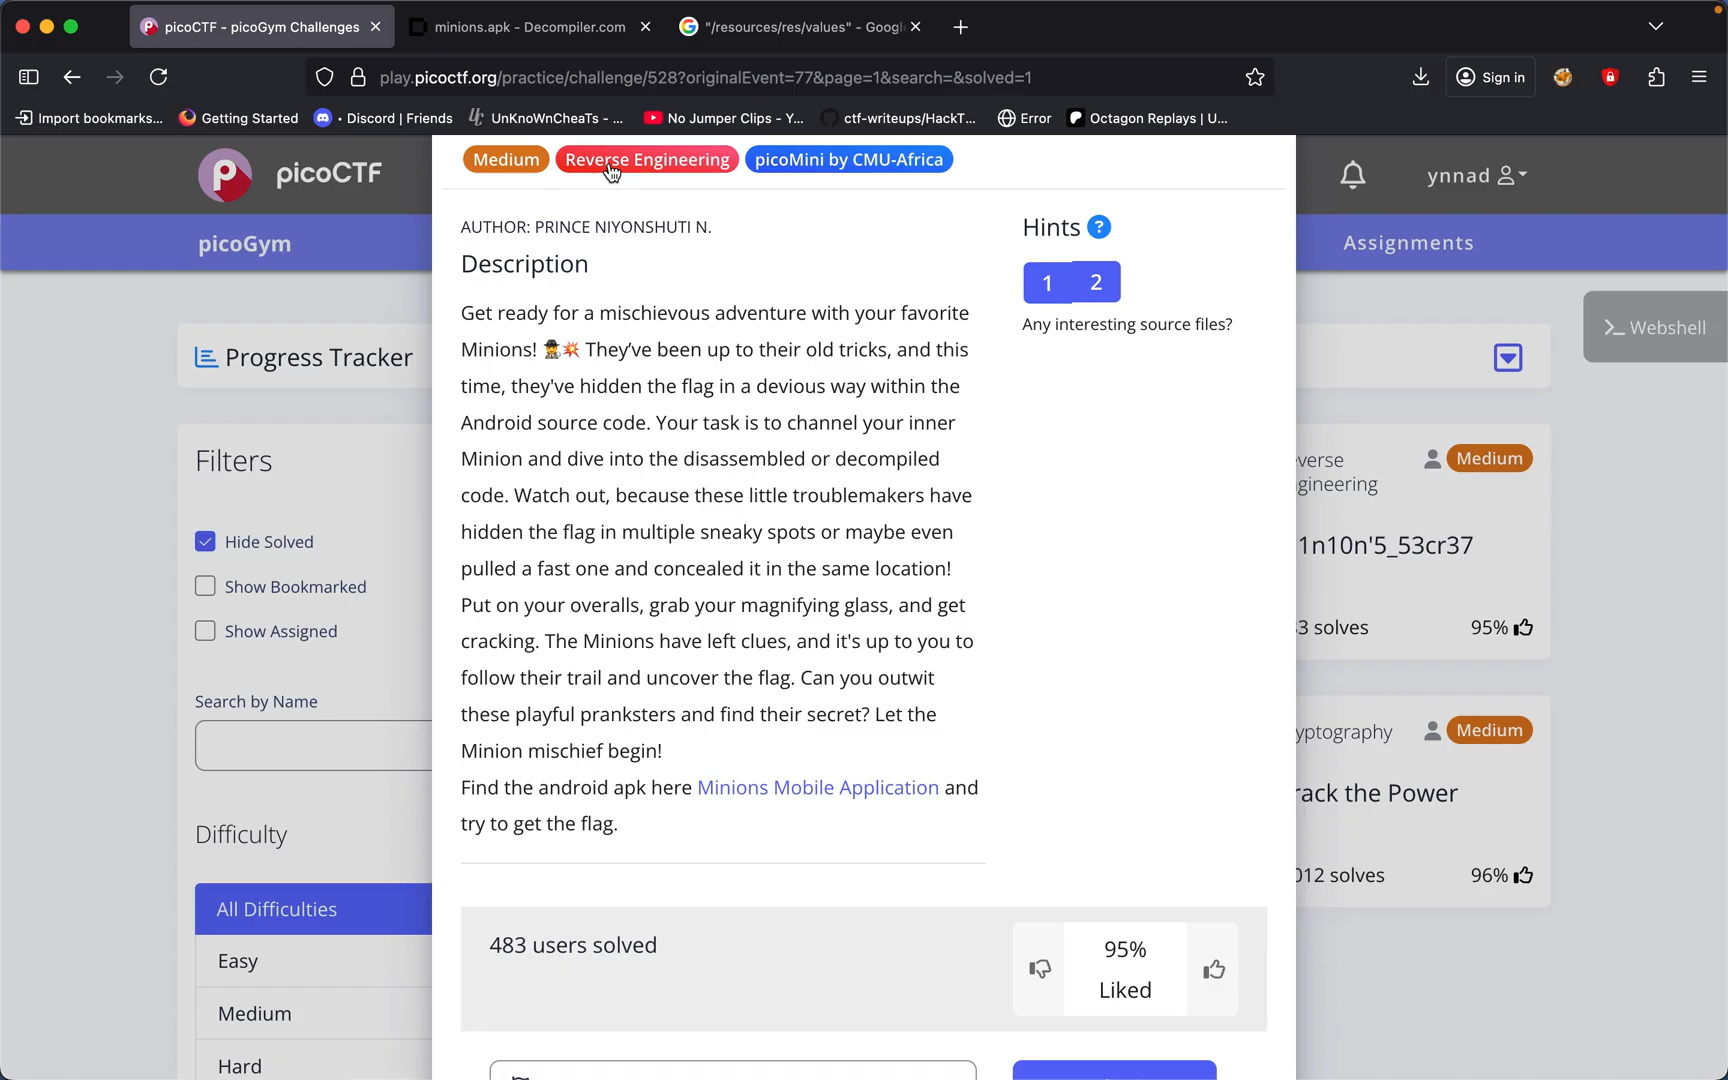 picoCTF - picoGym Challenges
minions.apk - Decompiler.com
"/resources/res/values" - Googl
play.picoctf.org/practice/challenge/528?originalEvent=77&page=1&search=&solved=1
Sign in
Import bookmarks...
Getting Started
• Discord | Friends
UnKnoWnCheaTs - ...
No Jumper Clips - Y...
ctf-writeups/HackT...
Error
Octagon Replays | U...
picoCTF
Medium
Reverse Engineering
picoMini by CMU-Africa
ynnad
picoGym
Assignments
AUTHOR: PRINCE NIYONSHUTI N.
Hints ?
Description
1 2
Any interesting source files?
Get ready for a mischievous adventure with your favorite
Minions! 🕵️💥 They’ve been up to their old tricks, and this
time, they've hidden the flag in a devious way within the
Android source code. Your task is to channel your inner
Minion and dive into the disassembled or decompiled
code. Watch out, because these little troublemakers have
hidden the flag in multiple sneaky spots or maybe even
pulled a fast one and concealed it in the same location!
Put on your overalls, grab your magnifying glass, and get
cracking. The Minions have left clues, and it's up to you to
follow their trail and uncover the flag. Can you outwit
these playful pranksters and find their secret? Let the
Minion mischief begin!
Find the android apk here Minions Mobile Application and
try to get the flag.
483 users solved
95%
Liked
>_ Webshell
Progress Tracker
Filters
Hide Solved
Show Bookmarked
Show Assigned
Search by Name
Difficulty
All Difficulties
Easy
Medium
Hard
verse
gineering
Medium
1n10n'5_53cr37
3 solves
95%
yptography
Medium
rack the Power
012 solves
96%